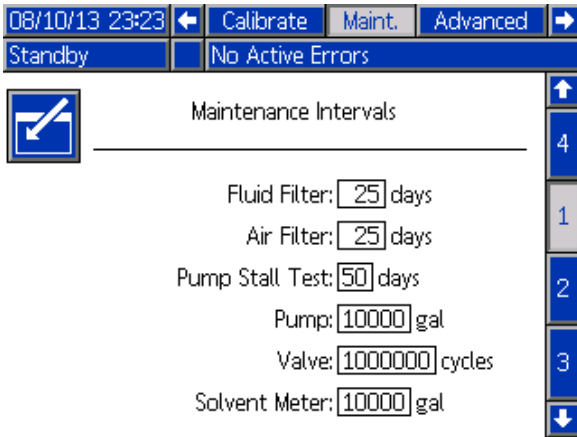 08/10/13 23:23 Calibrate Maint. Advanced
Standby No Active Errors
Maintenance Intervals
4
Fluid Filter: 25 days
1
Air Filter: 25 days
Pump Stall Test: 50 days
2
Pump: 10000 gal
Valve: 1000000 cycles
3
Solvent Meter: 10000 gal